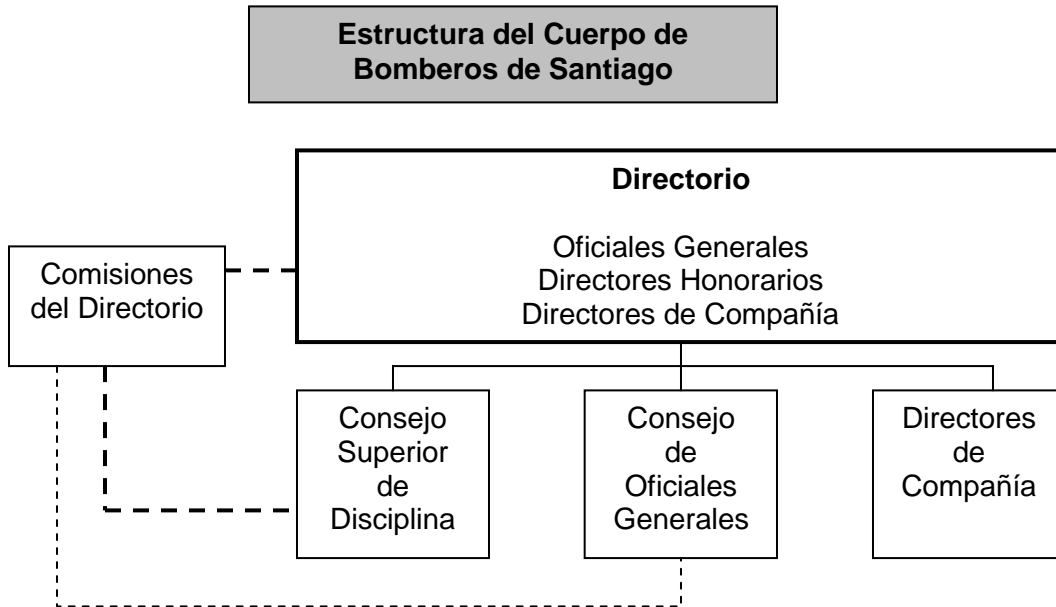 Estructura del Cuerpo de
Bomberos de Santiago
Directorio
Oficiales Generales
Directores Honorarios
Directores de Compañía
Comisiones
del Directorio
Consejo
Superior
de
Disciplina
Consejo
de
Oficiales
Generales
Directores
de
Compañía